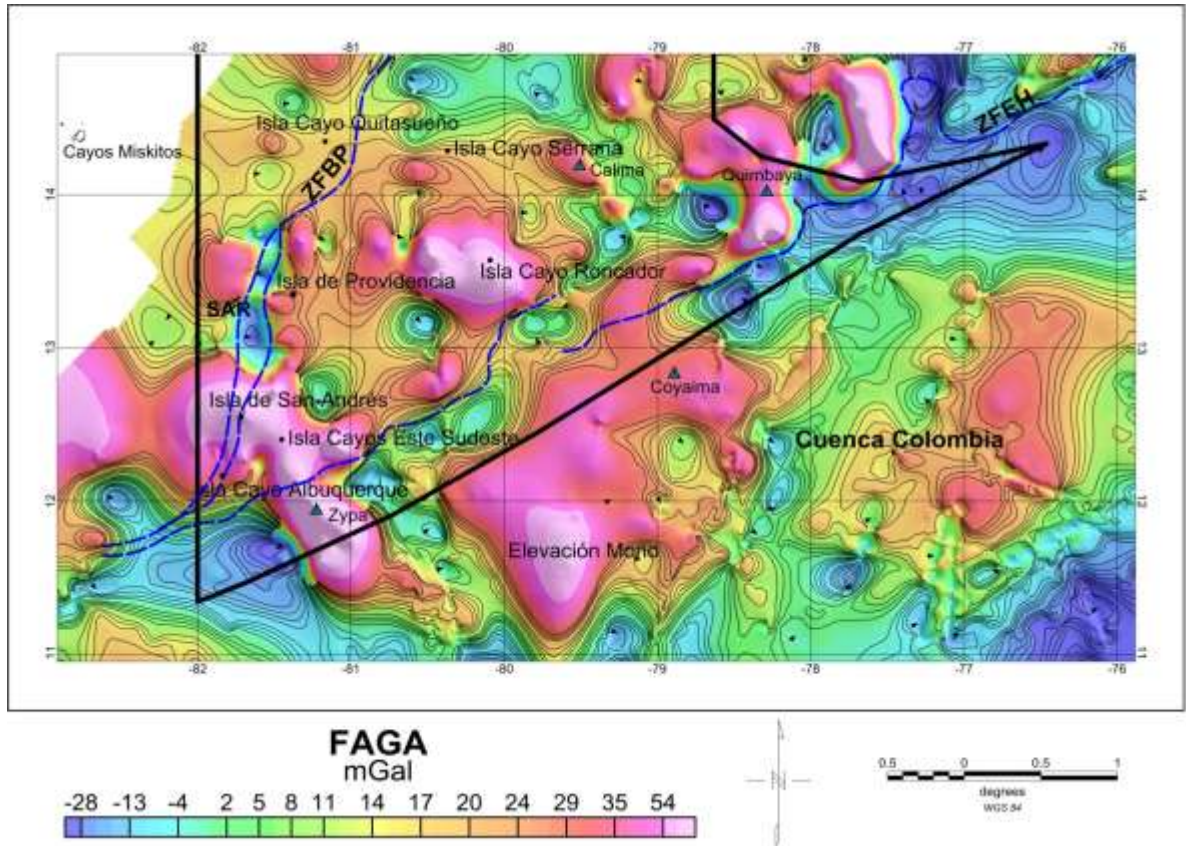 -82 -81 -80 -79 -78 -77 -76
ZFEH
Isla Cayo Quitasueño
Cayos Miskitos
Isla Cayo Serrana
Calima
Quimbaya
ZFBP
14 14
Isla Cayo Roncador
Isla de Providencia
SAR
13 13
Coyaima
Isla de San Andrés
Isla Cayos Este Sudoste
Cuenca Colombia
Isla Cayo Albuquerque
12 12
Zypa
Elevación Mono
11 11
-82 -81 -80 -79 -78 -77 -76
FAGA
mGal
-28 -13 -4 2 5 8 11 14 17 20 24 29 35 54
0.5 0 0.5 1
degrees
WGS 84